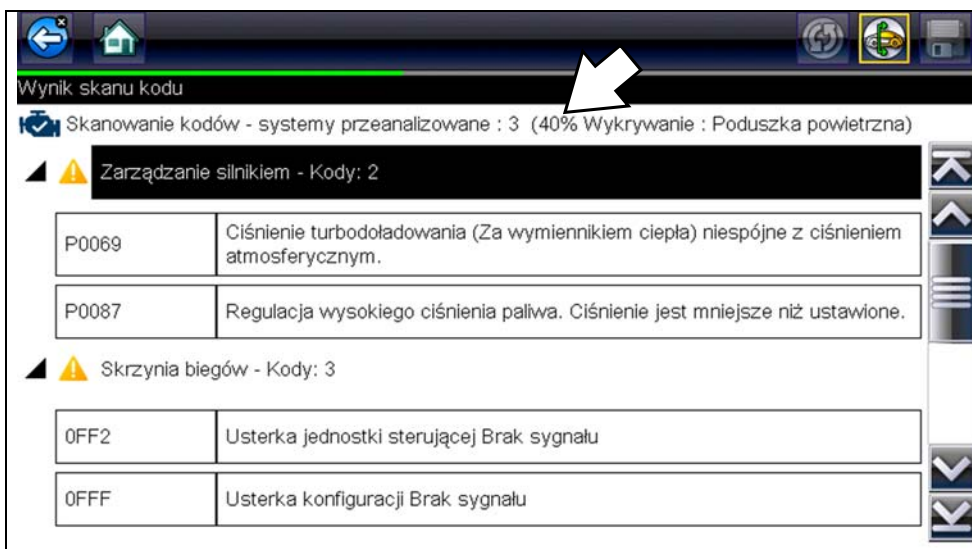 Wynik skanu kodu
Skanowanie kodów - systemy przeanalizowane : 3 (40% Wykrywanie : Poduszka powietrzna)
Zarządzanie silnikiem - Kody: 2
P0069
Ciśnienie turbodoładowania (Za wymiennikiem ciepła) niespójne z ciśnieniem
atmosferycznym.
P0087
Regulacja wysokiego ciśnienia paliwa. Ciśnienie jest mniejsze niż ustawione.
Skrzynia biegów - Kody: 3
0FF2
Usterka jednostki sterującej Brak sygnału
0FFF
Usterka konfiguracji Brak sygnału